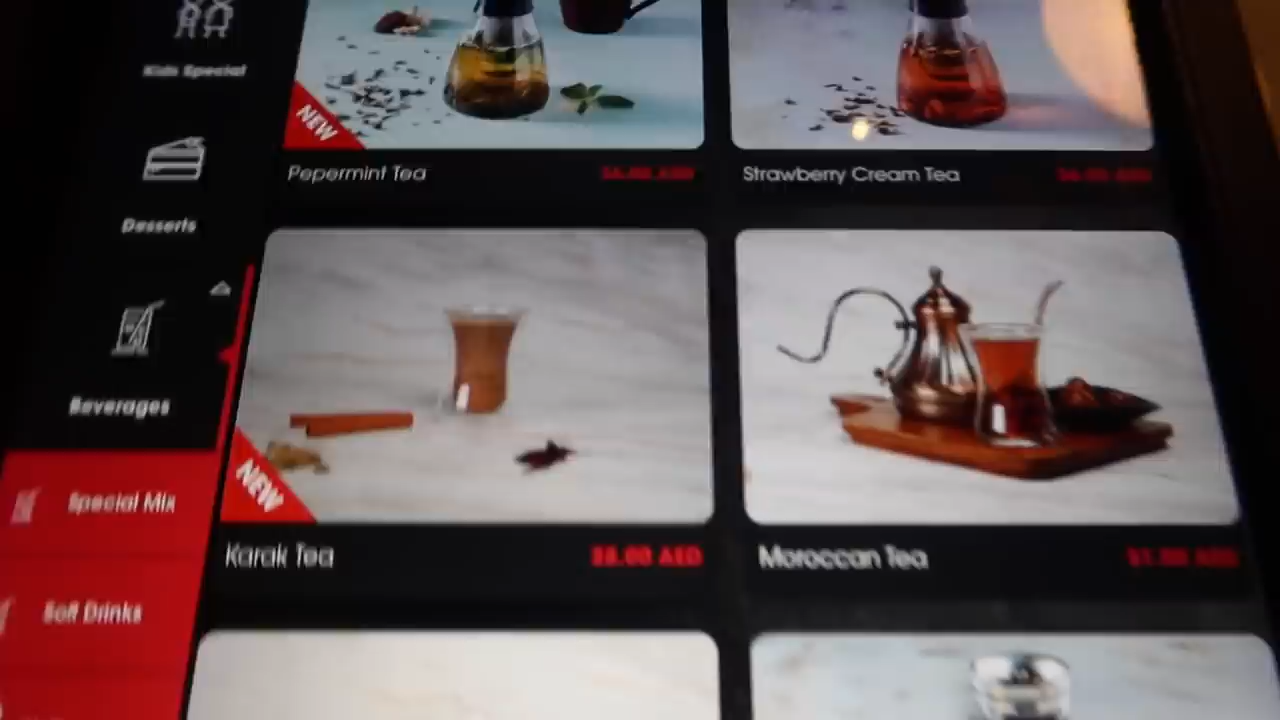 Kids Special
NEW
Pepermint Tea
Strawberry Cream Tea
Desserts
Beverages
NEW
Special Mix
Karak Tea
AED
Moroccan Tea
AED
Soft Drinks